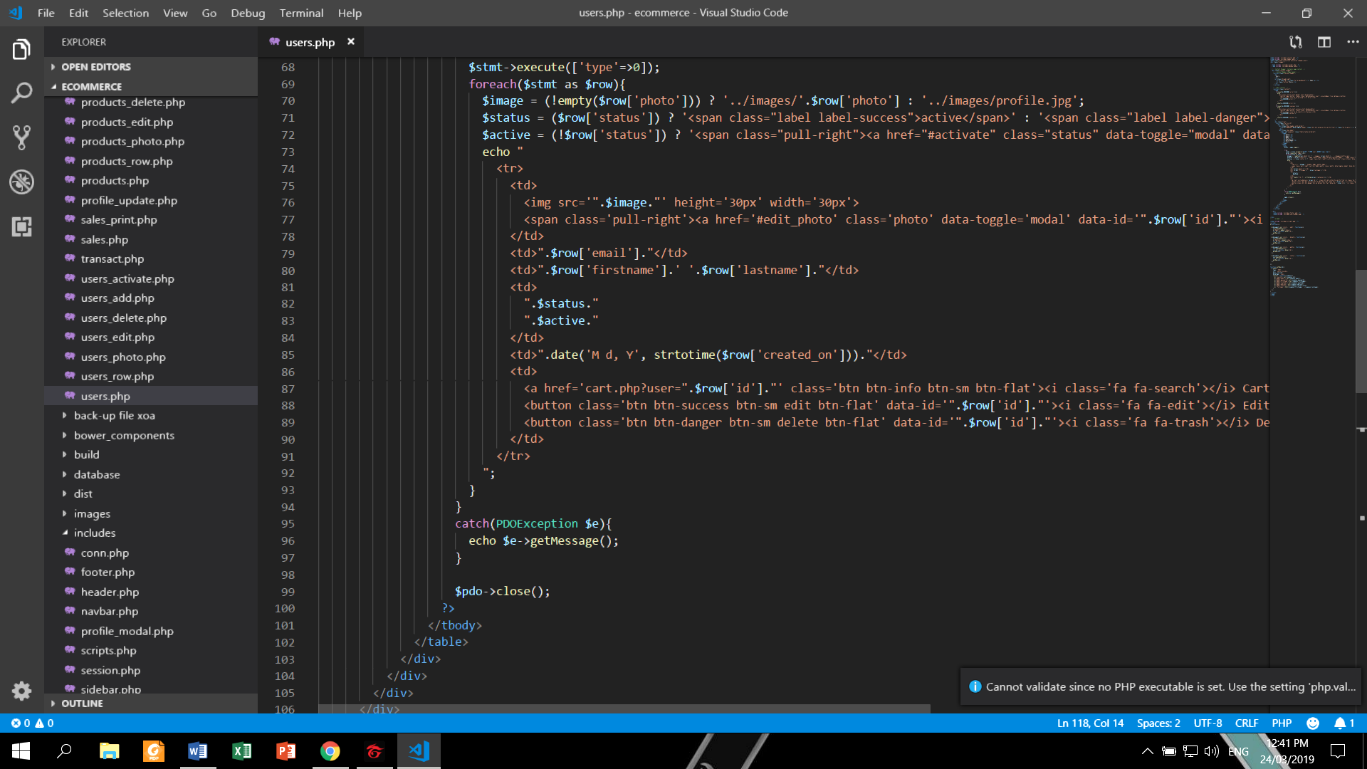 File Edit Selection View Go Debug Terminal Help
users.php - ecommerce - Visual Studio Code
EXPLORER
OPEN EDITORS
ECOMMERCE
products_delete.php
products_edit.php
products_photo.php
products_row.php
products.php
profile_update.php
sales_print.php
sales.php
transact.php
users_activate.php
users_add.php
users_delete.php
users_edit.php
users_photo.php
users_row.php
users.php
back-up file xoa
bower_components
build
database
dist
images
includes
conn.php
footer.php
header.php
navbar.php
profile_modal.php
scripts.php
session.php
sidebar.php
OUTLINE
users.php
68 $stmt->execute(['type'=>0]);
69 foreach($stmt as $row){
70 $image = (!empty($row['photo'])) ? '../images/'.$row['photo'] : '../images/profile.jpg';
71 $status = ($row['status']) ? '<span class="label label-success">active</span>' : '<span class="label label-danger">
72 $active = (!$row['status']) ? '<span class="pull-right"><a href="#activate" class="status" data-toggle="modal" data
73 echo "
74 <tr>
75 <td>
76 <img src='".$image."' height='30px' width='30px'>
77 <span class='pull-right'><a href='#edit_photo' class='photo' data-toggle='modal' data-id='".$row['id']."'><i
78 </td>
79 <td>".$row['email']."</td>
80 <td>".$row['firstname'].' '.$row['lastname']."</td>
81 <td>
82 ".$status."
83 ".$active."
84 </td>
85 <td>".date('M d, Y', strtotime($row['created_on']))."</td>
86 <td>
87 <a href='cart.php?user=".$row['id']."' class='btn btn-info btn-sm btn-flat'><i class='fa fa-search'></i> Cart
88 <button class='btn btn-success btn-sm edit btn-flat' data-id='".$row['id']."'><i class='fa fa-edit'></i> Edit
89 <button class='btn btn-danger btn-sm delete btn-flat' data-id='".$row['id']."'><i class='fa fa-trash'></i> De
90 </td>
91 </tr>
92 ";
93 }
94 }
95 catch(PDOException $e){
96 echo $e->getMessage();
97 }
98
99 $pdo->close();
100 ?>
101 </tbody>
102 </table>
103 </div>
104 </div>
105 </div>
106 </div>
Cannot validate since no PHP executable is set. Use the setting 'php.val...
0 0
Ln 118, Col 14 Spaces: 2 UTF-8 CRLF PHP 1
ENG
12:41 PM
24/03/2019